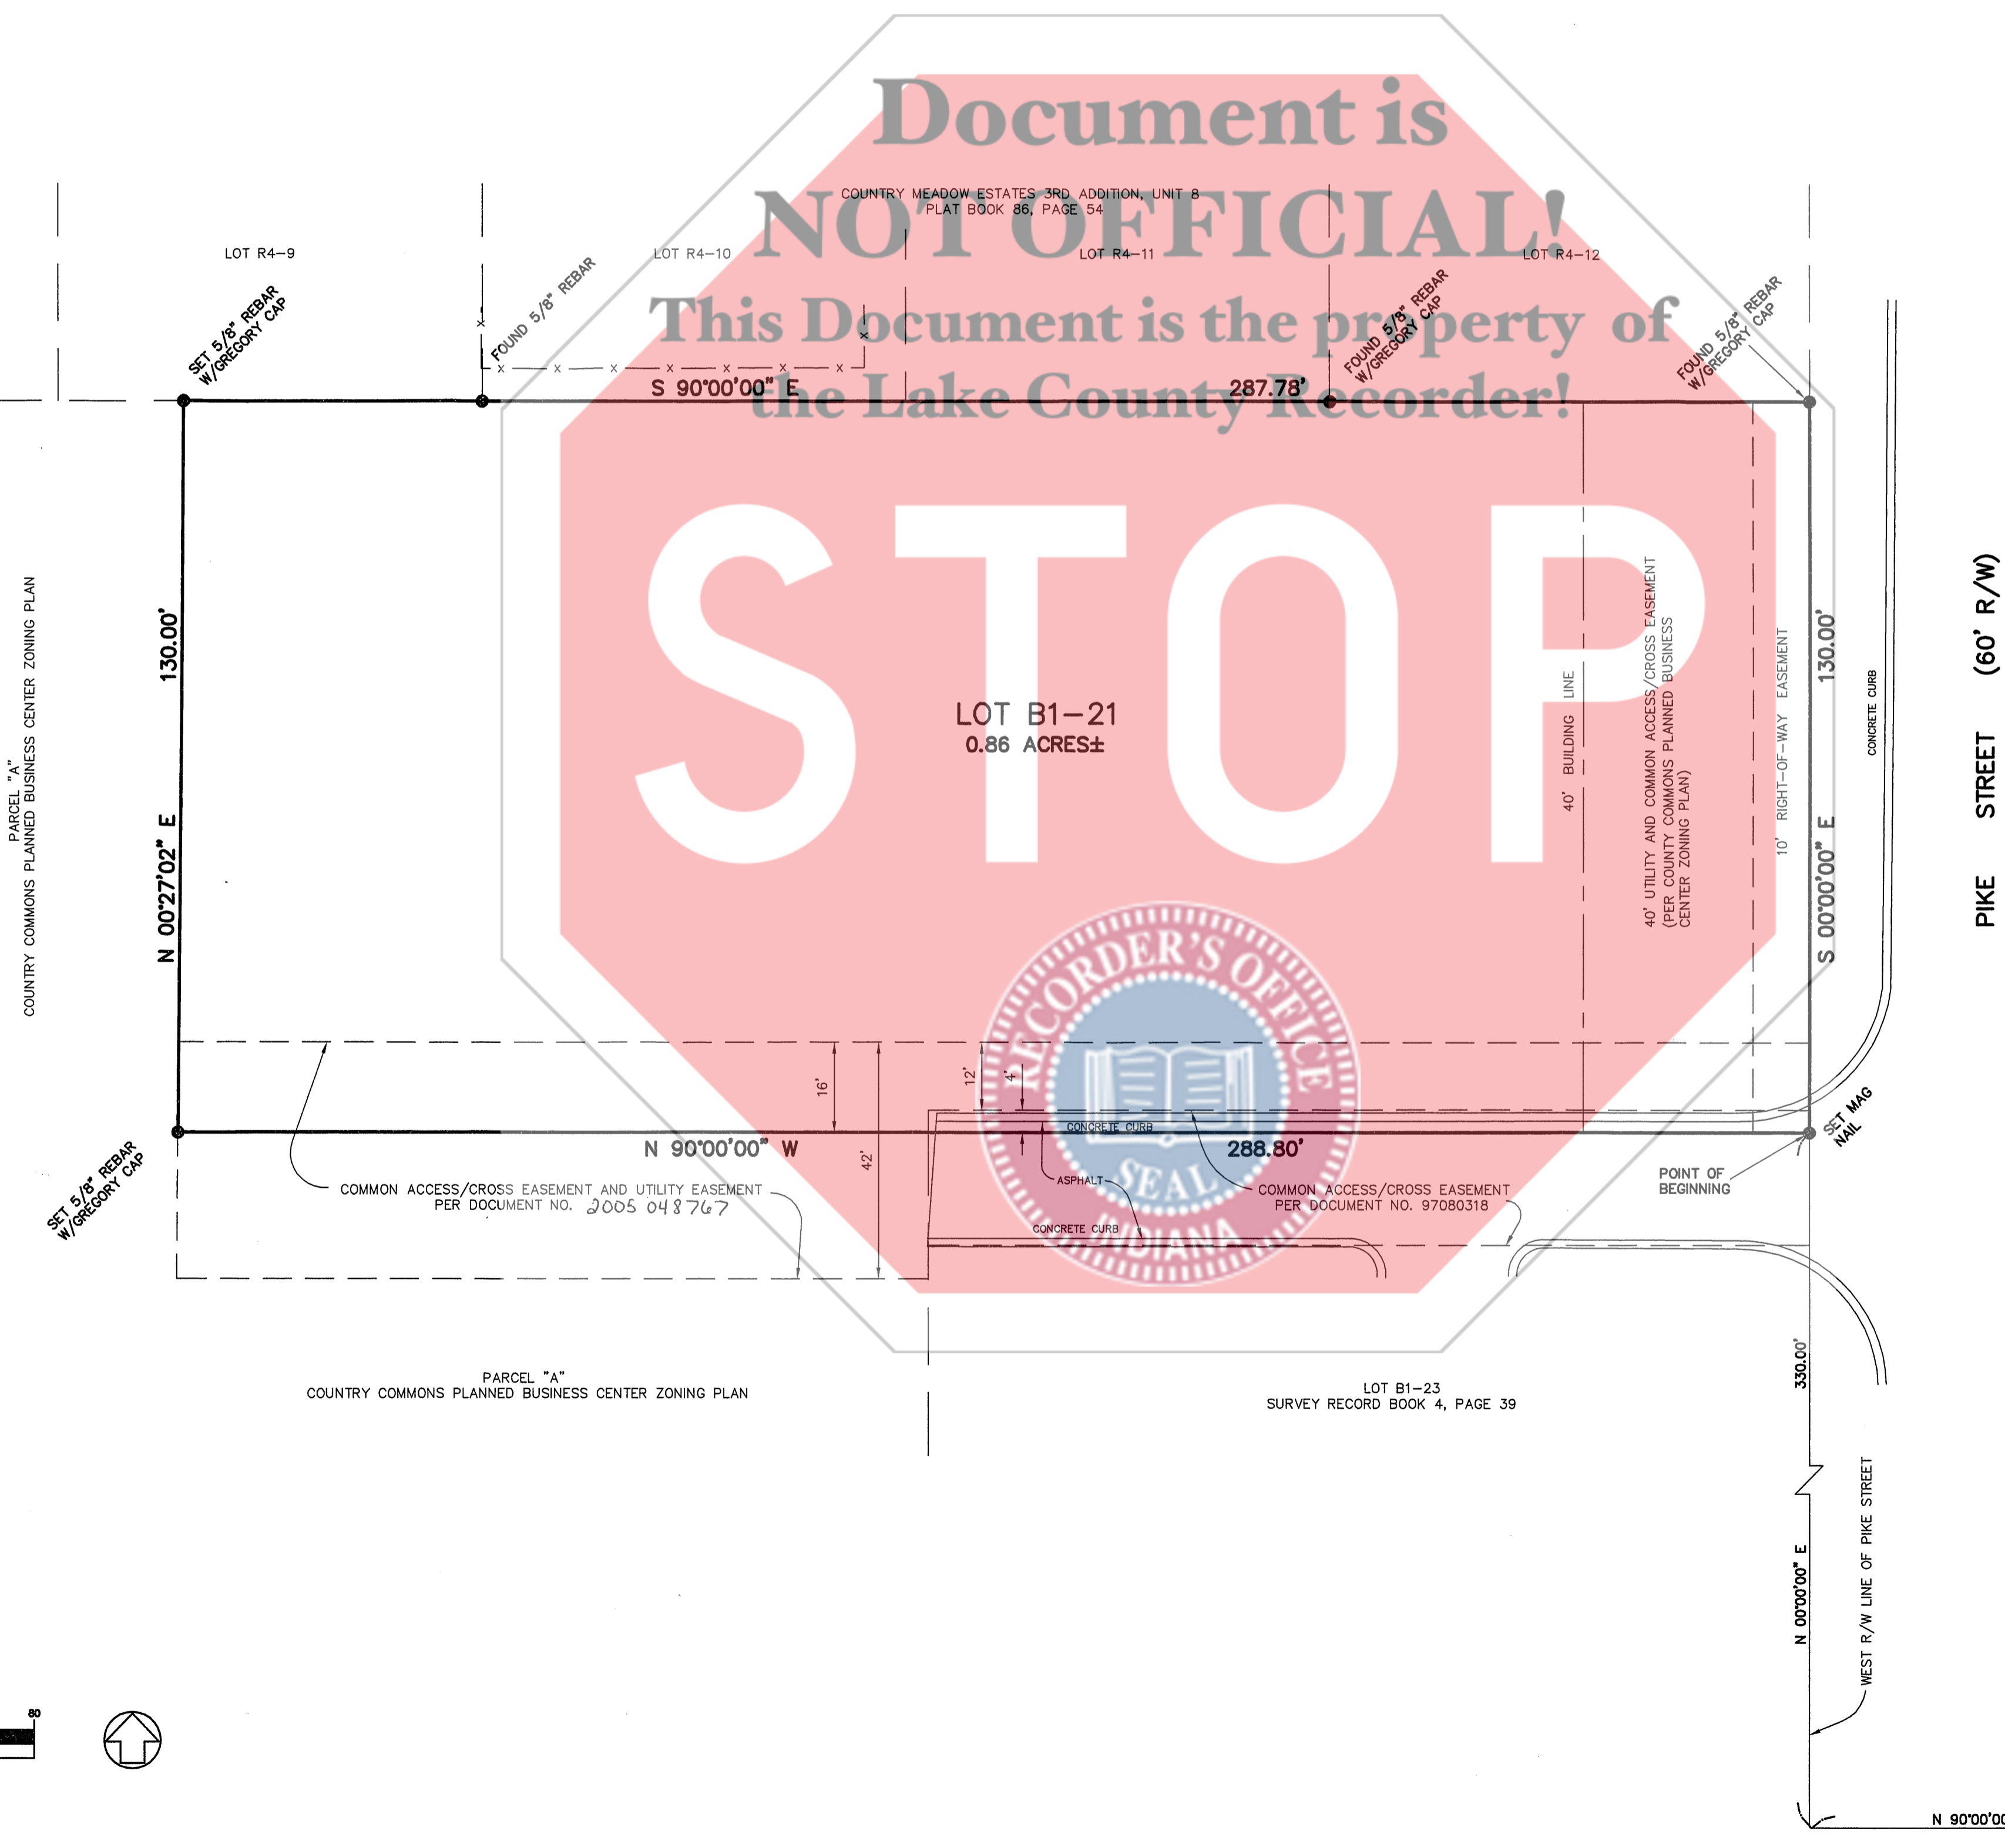 Document is
NOT OFFICIAL!
This Document is the property of
the Lake County Recorder!
STOP
RECORDER'S OFFICE
SEAL
INDIANA
COUNTRY MEADOW ESTATES 3RD ADDITION, UNIT 8
PLAT BOOK 86, PAGE 54
LOT R4-9
LOT R4-10
LOT R4-11
LOT R4-12
SET 5/8" REBAR
W/GREGORY CAP
FOUND 5/8" REBAR
FOUND 5/8" REBAR
W/GREGORY CAP
FOUND 5/8" REBAR
W/GREGORY CAP
S 90°00'00" E
287.78'
PARCEL "A"
COUNTRY COMMONS PLANNED BUSINESS CENTER ZONING PLAN
N 00°27'02" E
130.00'
LOT B1-21
0.86 ACRES±
40' BUILDING LINE
40' UTILITY AND COMMON ACCESS/CROSS EASEMENT
(PER COUNTY COMMONS PLANNED BUSINESS
CENTER ZONING PLAN)
10' RIGHT-OF-WAY EASEMENT
S 00°00'00" E
130.00'
CONCRETE CURB
PIKE STREET (60' R/W)
16'
42'
12'
4'
CONCRETE CURB
N 90°00'00" W
288.80'
SET MAG
NAIL
POINT OF
BEGINNING
SET 5/8" REBAR
W/GREGORY CAP
COMMON ACCESS/CROSS EASEMENT AND UTILITY EASEMENT
PER DOCUMENT NO. 2005 048767
ASPHALT
COMMON ACCESS/CROSS EASEMENT
PER DOCUMENT NO. 97080318
CONCRETE CURB
PARCEL "A"
COUNTRY COMMONS PLANNED BUSINESS CENTER ZONING PLAN
LOT B1-23
SURVEY RECORD BOOK 4, PAGE 39
330.00'
N 00°00'00" E
WEST R/W LINE OF PIKE STREET
80
N 90°00'00